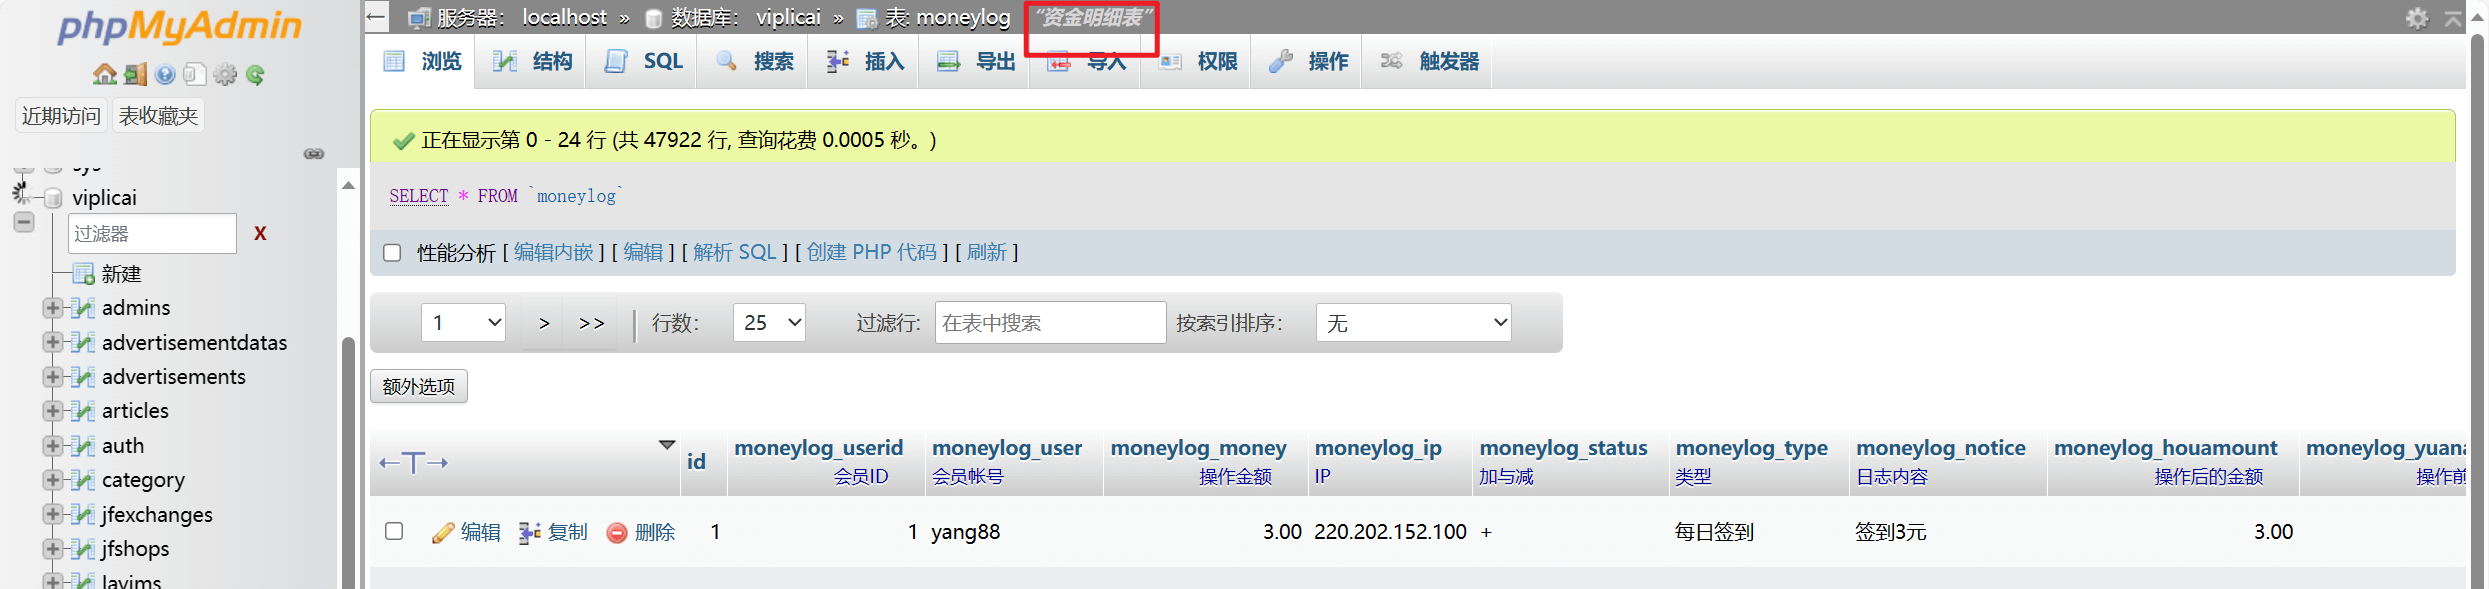 phpMyAdmin
近期访问 表收藏夹
sys
viplicai
过滤器 X
新建
admins
advertisementdatas
advertisements
articles
auth
category
jfexchanges
jfshops
layims
← 服务器： localhost » 数据库： viplicai » 表: moneylog “资金明细表”
浏览 结构 SQL 搜索 插入 导出 导入 权限 操作 触发器
正在显示第 0 - 24 行 (共 47922 行, 查询花费 0.0005 秒。)
SELECT * FROM `moneylog`
性能分析 [ 编辑内嵌 ] [ 编辑 ] [ 解析 SQL ] [ 创建 PHP 代码 ] [ 刷新 ]
1 > >> 行数： 25 过滤行: 在表中搜索 按索引排序： 无
额外选项
←T→ id moneylog_userid moneylog_user moneylog_money moneylog_ip moneylog_status moneylog_type moneylog_notice moneylog_houamount moneylog_yuana
会员ID 会员帐号 操作金额 IP 加与减 类型 日志内容 操作后的金额 操作前
编辑 复制 删除 1 1 yang88 3.00 220.202.152.100 + 每日签到 签到3元 3.00